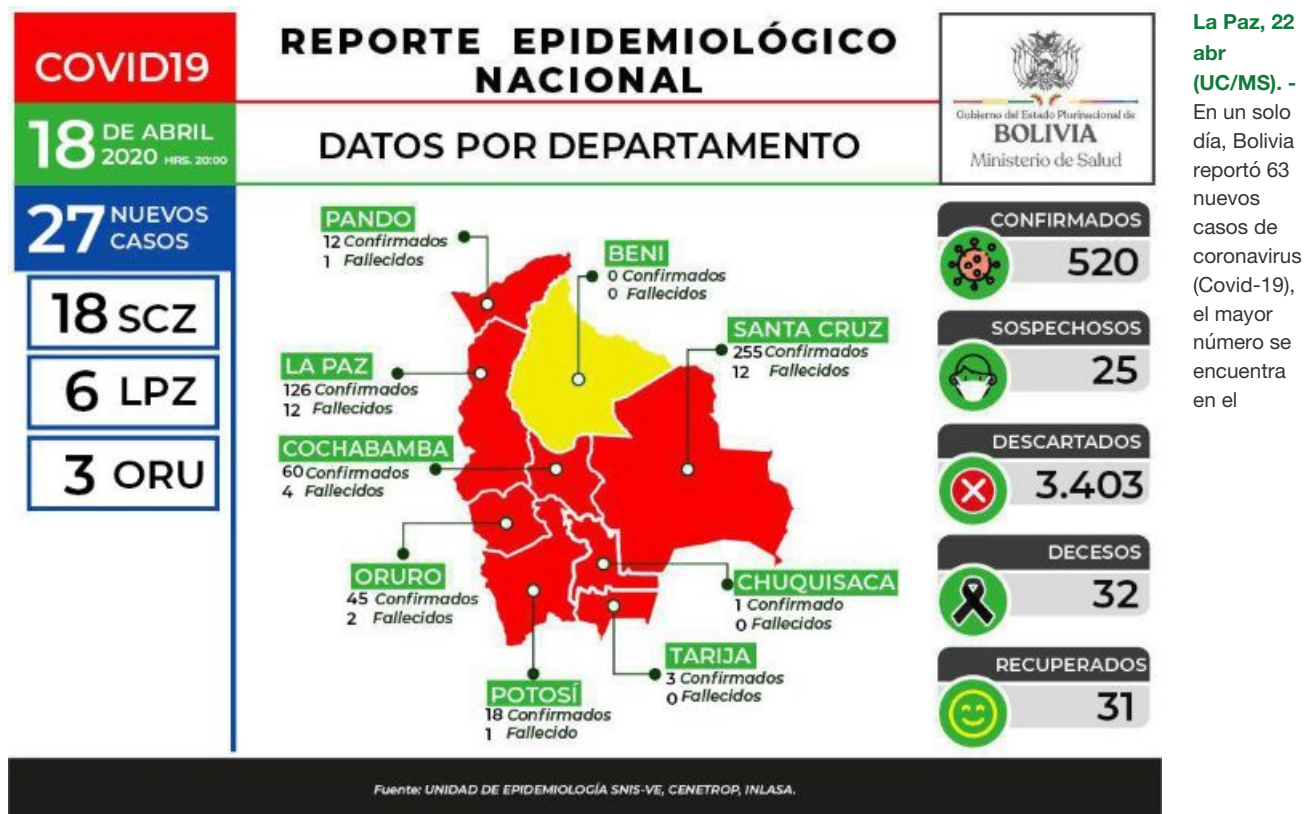 COVID19
18 DE ABRIL
2020 HRS. 20:00
27 NUEVOS
CASOS
18 SCZ
6 LPZ
3 ORU
REPORTE EPIDEMIOLÓGICO
NACIONAL
DATOS POR DEPARTAMENTO
Gobierno del Estado Plurinacional de
BOLIVIA
Ministerio de Salud
PANDO
12 Confirmados
1 Fallecidos
BENI
0 Confirmados
0 Fallecidos
LA PAZ
126 Confirmados
12 Fallecidos
SANTA CRUZ
255 Confirmados
12 Fallecidos
COCHABAMBA
60 Confirmados
4 Fallecidos
ORURO
45 Confirmados
2 Fallecidos
CHUQUISACA
1 Confirmado
0 Fallecidos
TARIJA
3 Confirmados
0 Fallecidos
POTOSÍ
18 Confirmados
1 Fallecido
CONFIRMADOS
520
SOSPECHOSOS
25
DESCARTADOS
3.403
DECESOS
32
RECUPERADOS
31
Fuente: UNIDAD DE EPIDEMIOLOGÍA SNIS-VE, CENETROP, INLASA.
La Paz, 22
abr
(UC/MS). -
En un solo
día, Bolivia
reportó 63
nuevos
casos de
coronavirus
(Covid-19),
el mayor
número se
encuentra
en el